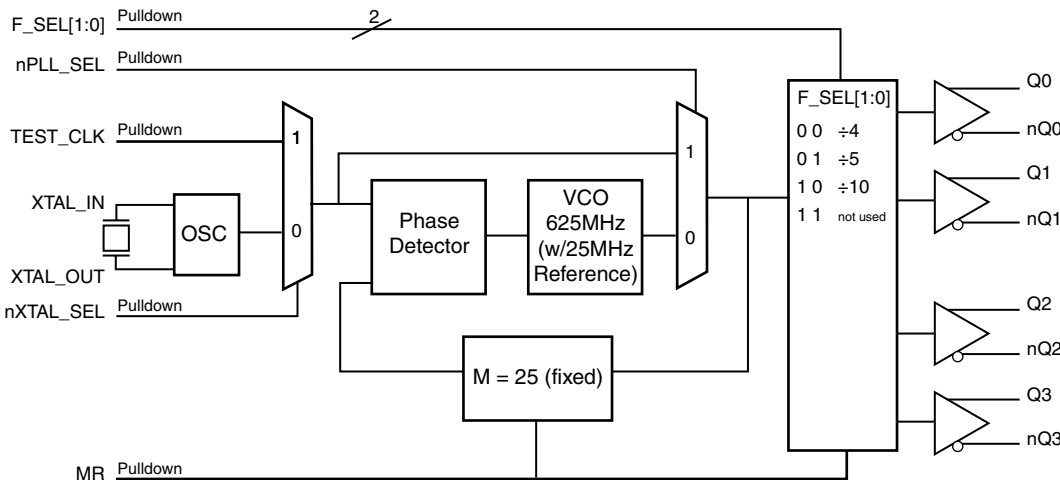 F_SEL[1:0] Pulldown
2
nPLL_SEL Pulldown
TEST_CLK Pulldown
XTAL_IN
OSC
XTAL_OUT
nXTAL_SEL Pulldown
1
0
Phase
Detector
VCO
625MHz
(w/25MHz
Reference)
1
0
M = 25 (fixed)
MR Pulldown
F_SEL[1:0]
0 0 ÷4
0 1 ÷5
1 0 ÷10
1 1 not used
Q0
nQ0
Q1
nQ1
Q2
nQ2
Q3
nQ3